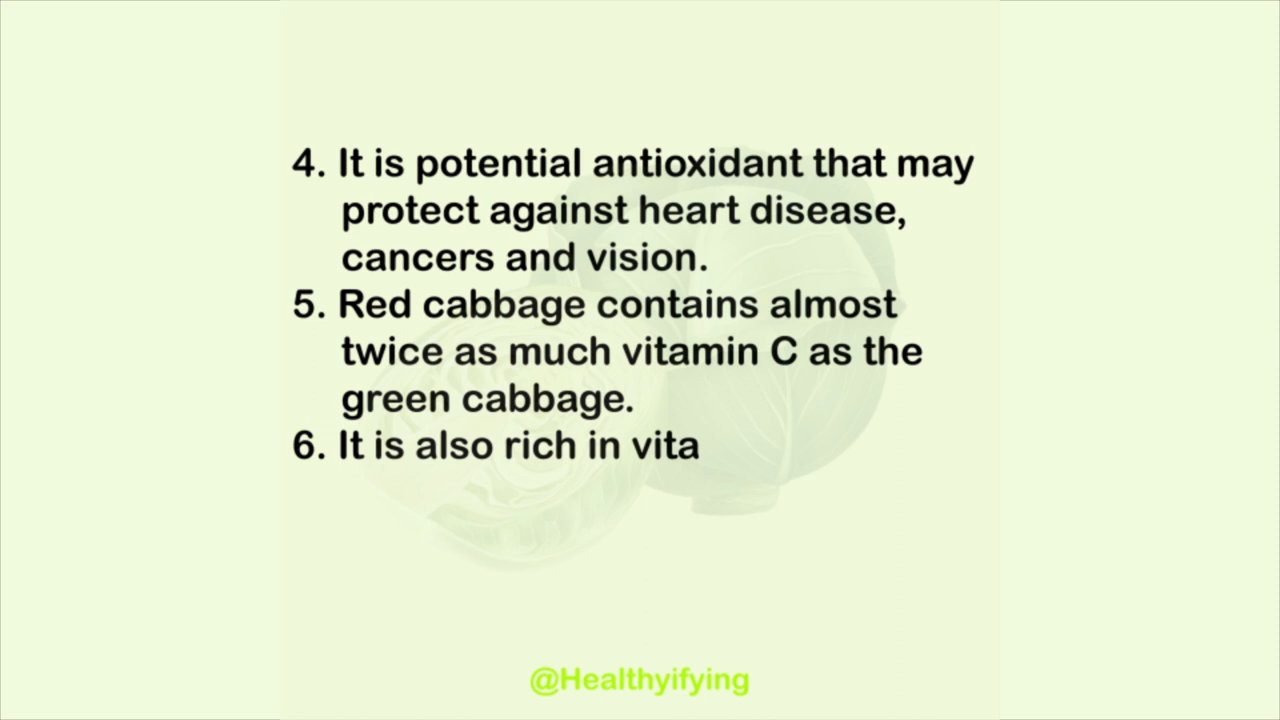 4. It is potential antioxidant that may
protect against heart disease,
cancers and vision.
5. Red cabbage contains almost
twice as much vitamin C as the
green cabbage.
6. It is also rich in vita
@Healthyifying